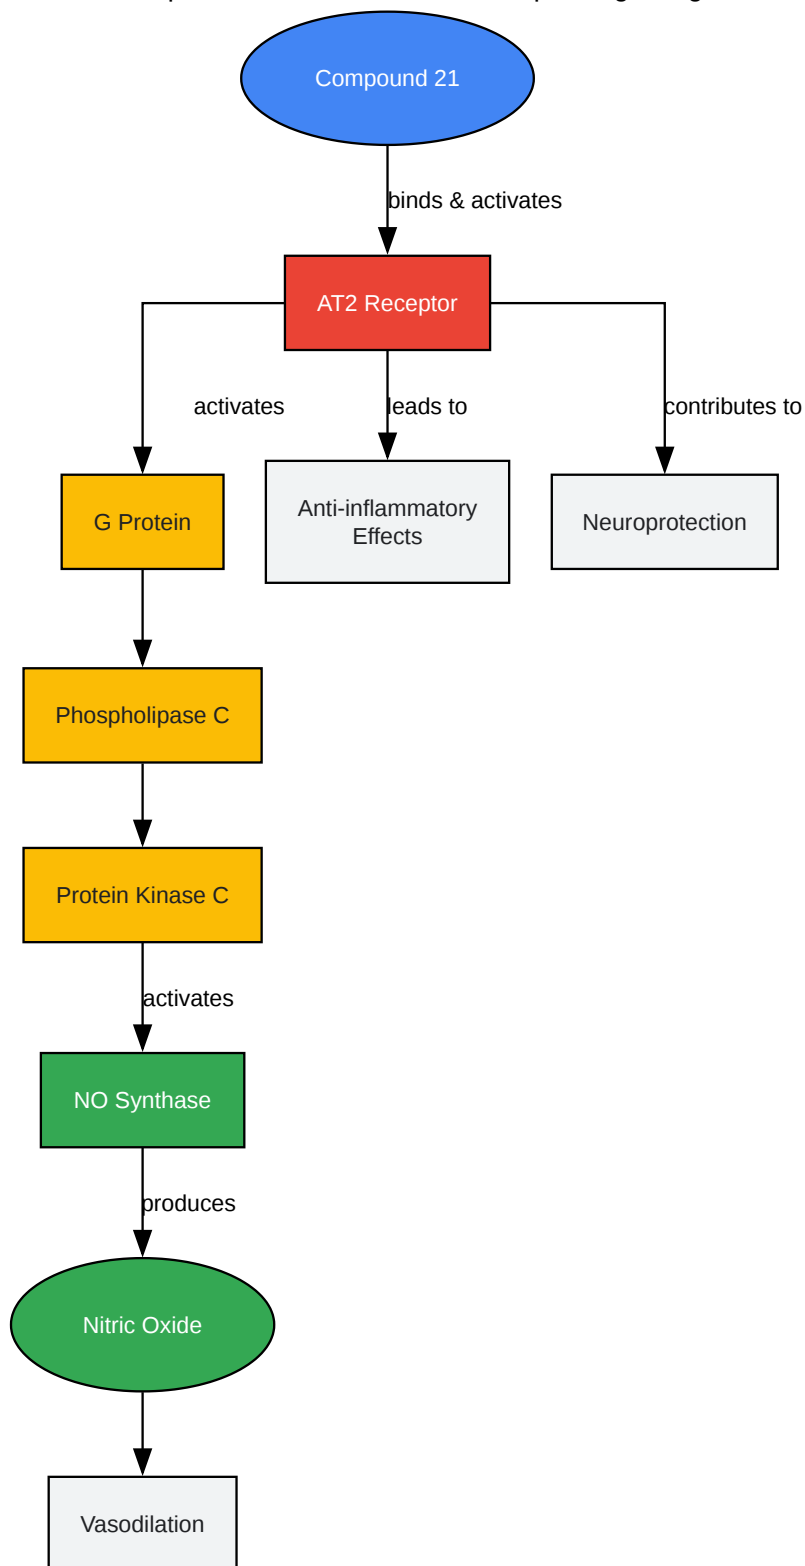 Compound 21
binds & activates
AT2 Receptor
activates
leads to
contributes to
G Protein
Anti-inflammatory
Effects
Neuroprotection
Phospholipase C
Protein Kinase C
activates
NO Synthase
produces
Nitric Oxide
Vasodilation